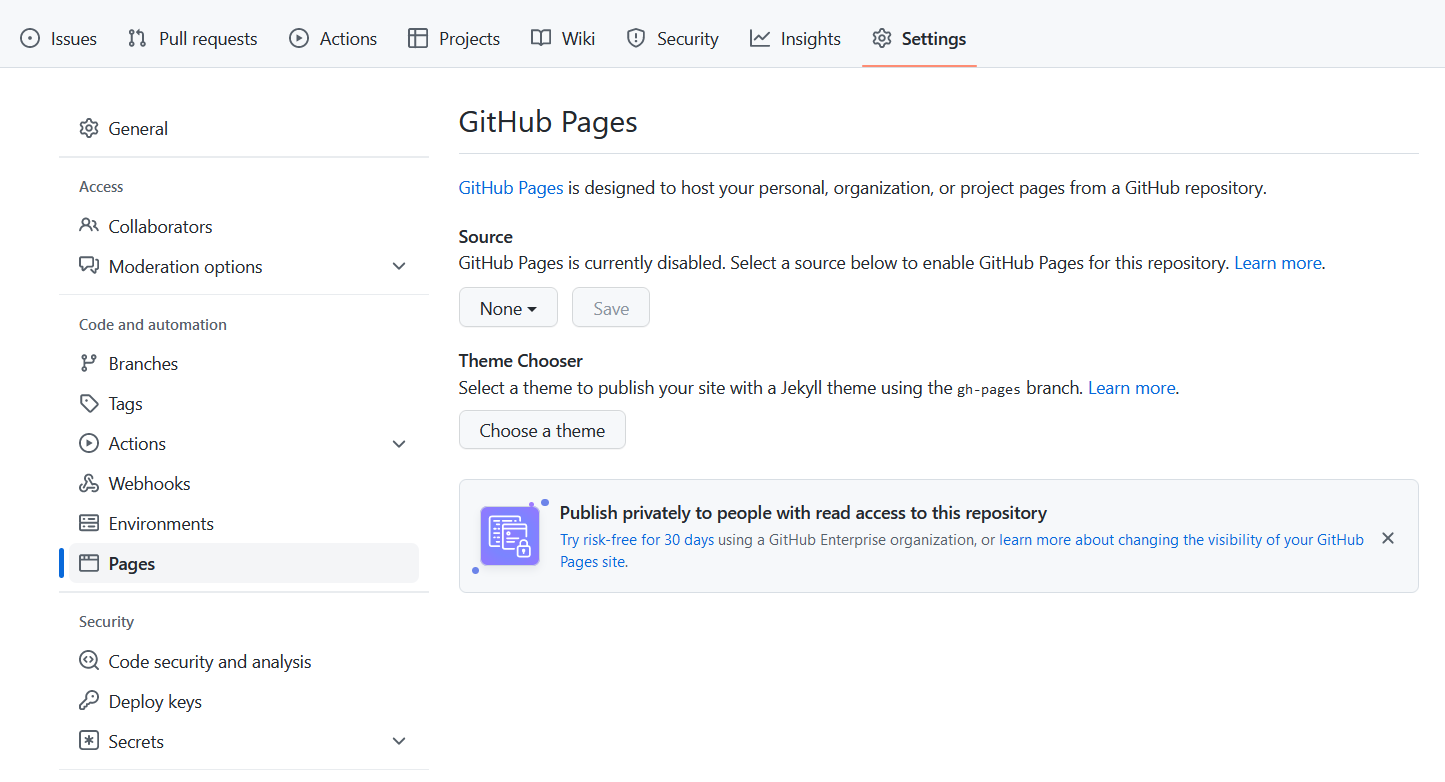 Issues Pull requests Actions Projects Wiki Security Insights Settings
General
Access
Collaborators
Moderation options
Code and automation
Branches
Tags
Actions
Webhooks
Environments
Pages
Security
Code security and analysis
Deploy keys
Secrets
GitHub Pages
GitHub Pages is designed to host your personal, organization, or project pages from a GitHub repository.
Source
GitHub Pages is currently disabled. Select a source below to enable GitHub Pages for this repository. Learn more.
None Save
Theme Chooser
Select a theme to publish your site with a Jekyll theme using the gh-pages branch. Learn more.
Choose a theme
Publish privately to people with read access to this repository
Try risk-free for 30 days using a GitHub Enterprise organization, or learn more about changing the visibility of your GitHub
Pages site.